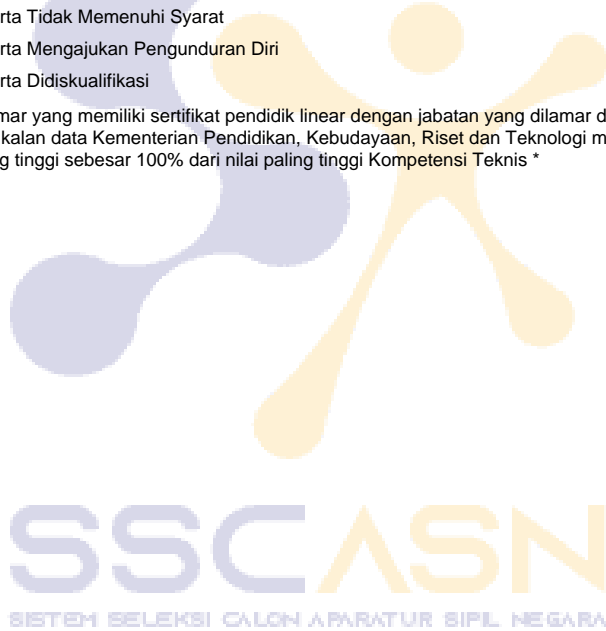 rta Tidak Memenuhi Syarat
rta Mengajukan Pengunduran Diri
rta Didiskualifikasi
mar yang memiliki sertifikat pendidik linear dengan jabatan yang dilamar d
kalan data Kementerian Pendidikan, Kebudayaan, Riset dan Teknologi m
g tinggi sebesar 100% dari nilai paling tinggi Kompetensi Teknis *
SSCASN
SISTEM SELEKSI CALON APARATUR SIPIL NEGARA